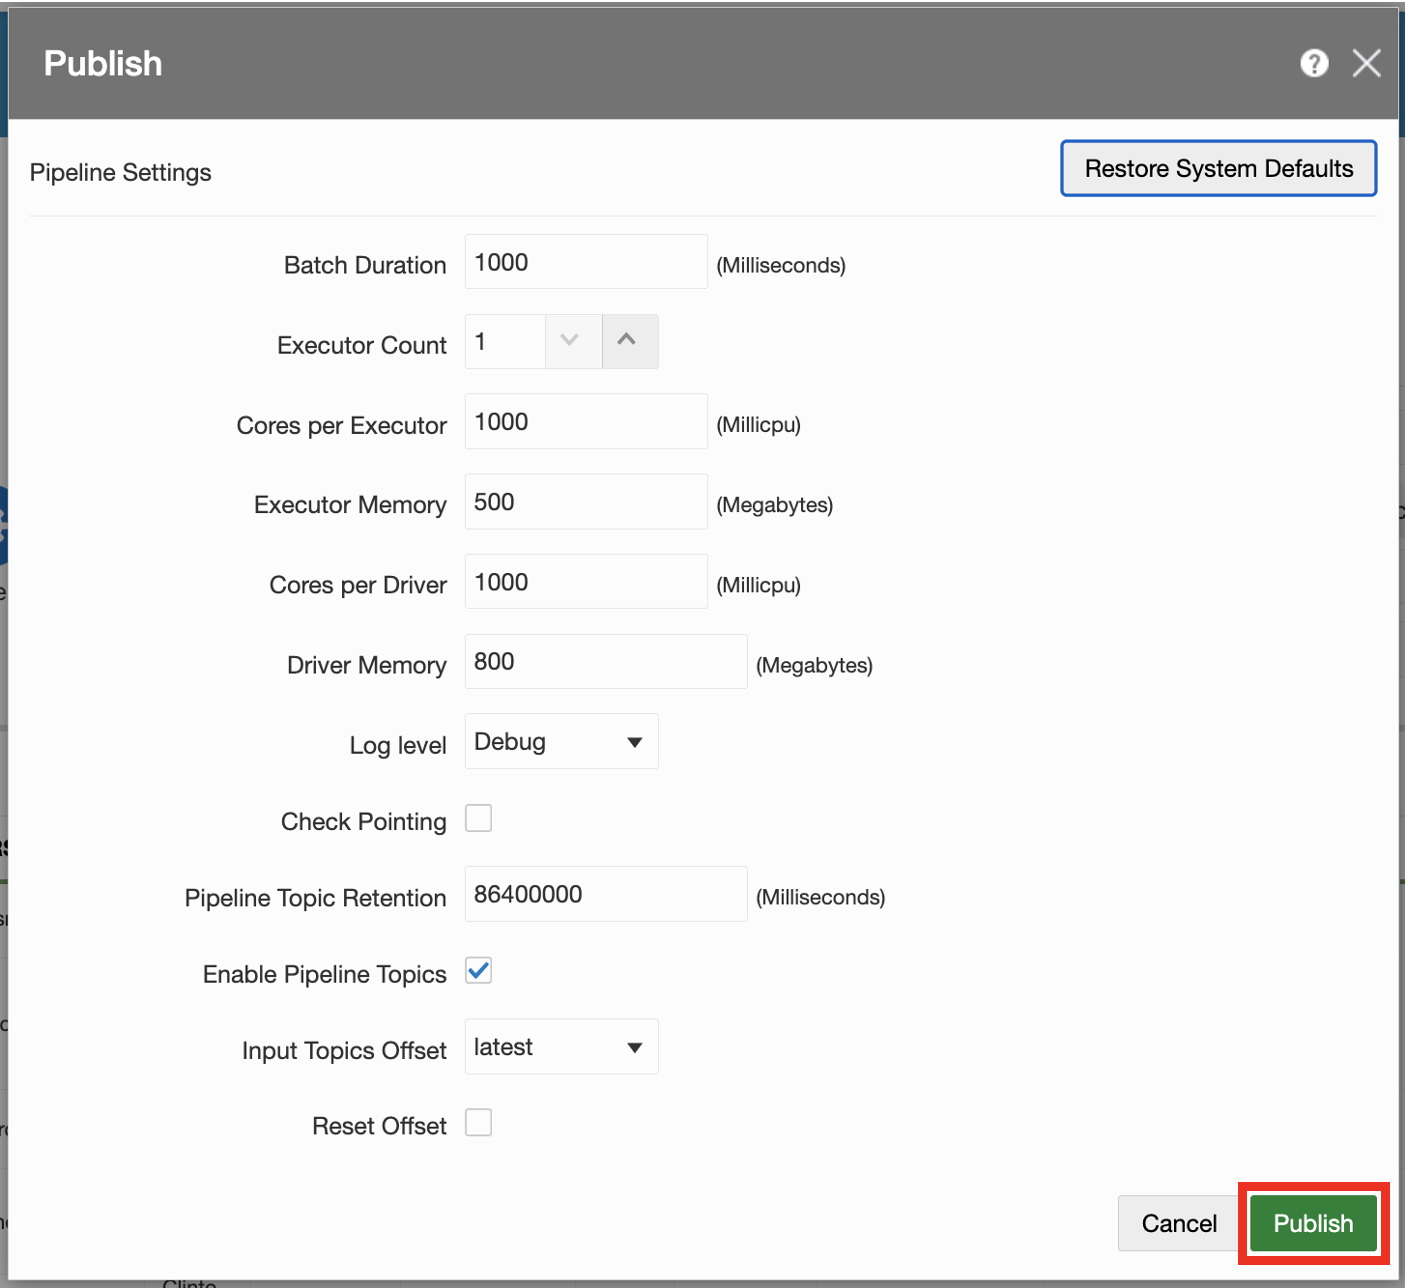 Publish
?
Pipeline Settings
Restore System Defaults
Batch Duration 1000 (Milliseconds)
Executor Count 1
Cores per Executor 1000 (Millicpu)
Executor Memory 500 (Megabytes)
Cores per Driver 1000 (Millicpu)
Driver Memory 800 (Megabytes)
Log level Debug
Check Pointing
Pipeline Topic Retention 86400000 (Milliseconds)
Enable Pipeline Topics
Input Topics Offset latest
Reset Offset
Cancel Publish